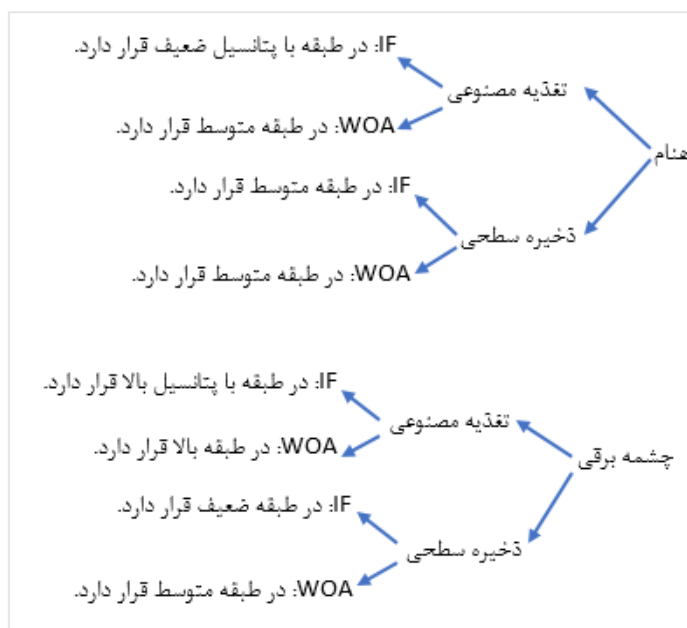 IF: در طبقه با پتانسیل ضعیف قرار دارد.
تغذیه مصنوعی
WOA: در طبقه متوسط قرار دارد.
هنام
IF: در طبقه متوسط قرار دارد.
ذخیره سطحی
WOA: در طبقه متوسط قرار دارد.
IF: در طبقه با پتانسیل بالا قرار دارد.
تغذیه مصنوعی
WOA: در طبقه بالا قرار دارد.
چشمه برقی
IF: در طبقه ضعیف قرار دارد.
ذخیره سطحی
WOA: در طبقه متوسط قرار دارد.